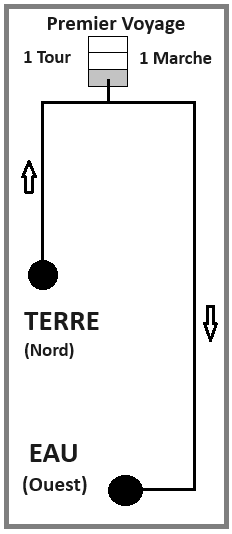 Premier Voyage
1 Tour
1 Marche
TERRE
(Nord)
EAU
(Ouest)